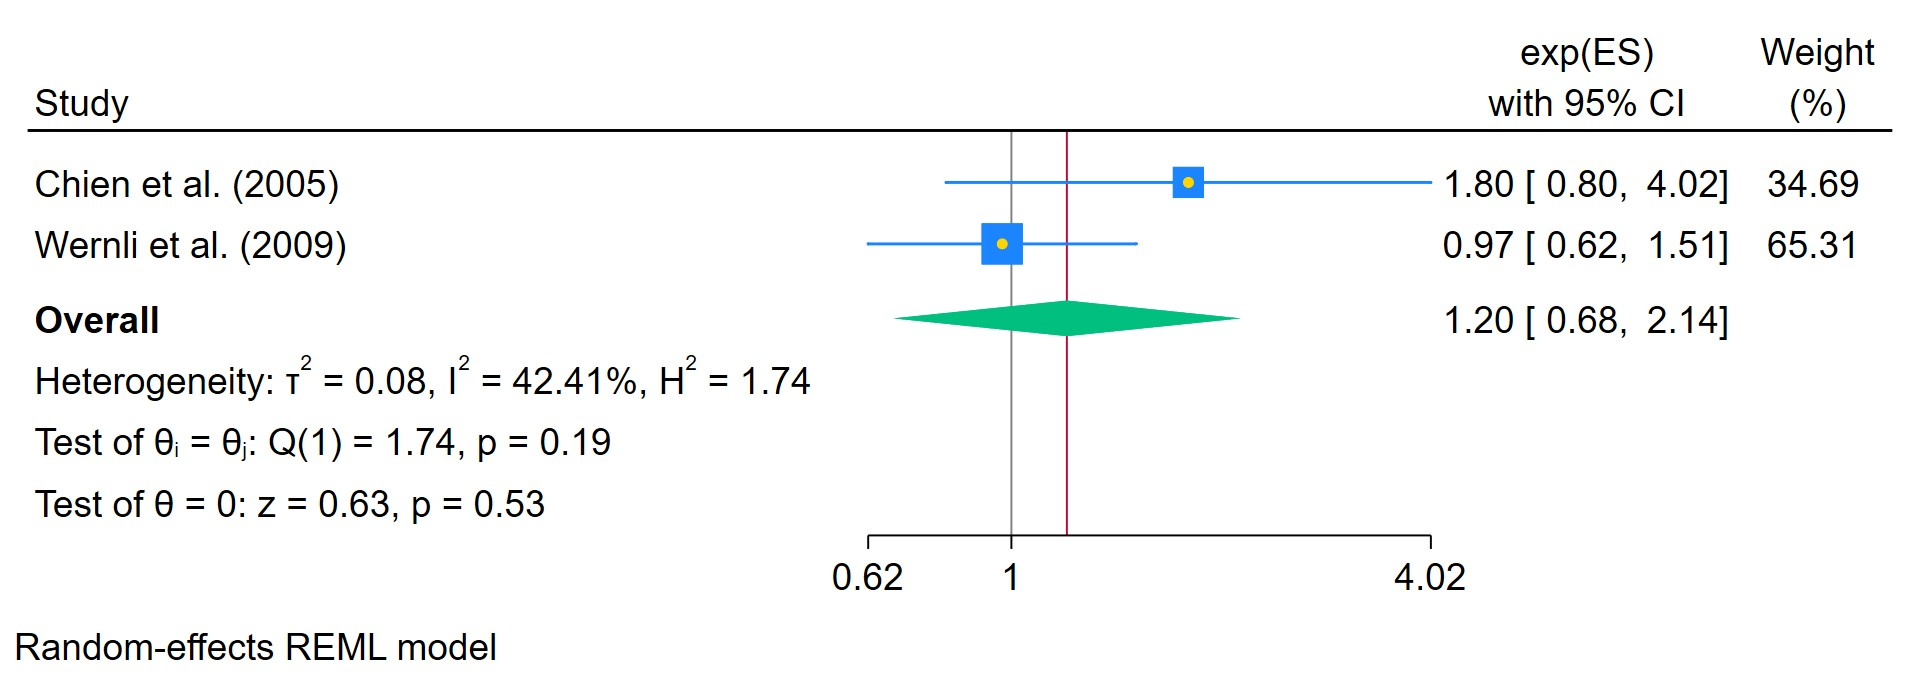 exp(ES) Weight
Study with 95% CI (%)
Chien et al. (2005) 1.80 [ 0.80, 4.02] 34.69
Wernli et al. (2009) 0.97 [ 0.62, 1.51] 65.31
Overall 1.20 [ 0.68, 2.14]
Heterogeneity: τ² = 0.08, I² = 42.41%, H² = 1.74
Test of θᵢ = θⱼ: Q(1) = 1.74, p = 0.19
Test of θ = 0: z = 0.63, p = 0.53
0.62 1 4.02
Random-effects REML model